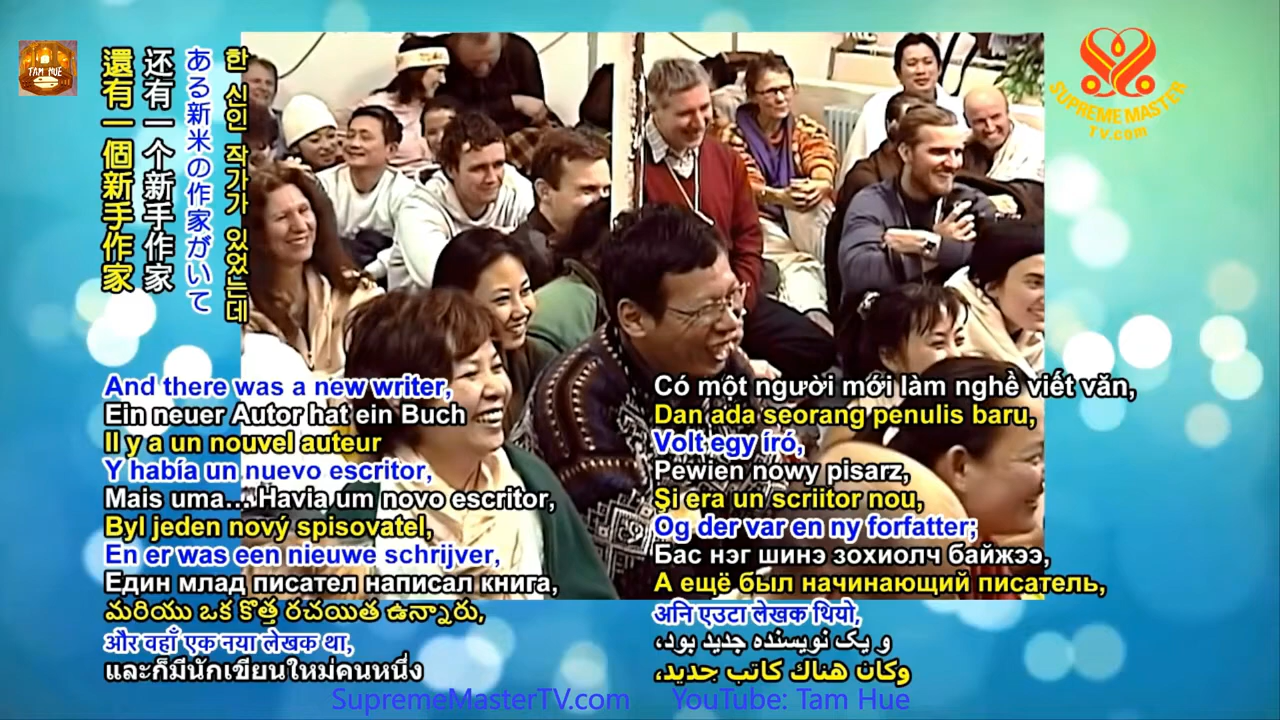 TAM HUE
還有一個新手作家
还有一个新手作家
ある新米の作家がいて
한 신인 작가가 있었는데
SUPREME MASTER
TV.com
And there was a new writer,
Ein neuer Autor hat ein Buch
Il y a un nouvel auteur
Y había un nuevo escritor,
Mais uma... Havia um novo escritor,
Byl jeden nový spisovatel,
En er was een nieuwe schrijver,
Един млад писател написал книга,
మరియు ఒక కొత్త రచయిత ఉన్నారు,
और वहाँ एक नया लेखक था,
และก็มีนักเขียนใหม่คนหนึ่ง
Có một người mới làm nghề viết văn,
Dan ada seorang penulis baru,
Volt egy író,
Pewien nowy pisarz,
Şi era un scriitor nou,
Og der var en ny forfatter;
Бас нэг шинэ зохиолч байжээ,
А ещё был начинающий писатель,
अनि एउटा लेखक थियो,
و یک نویسنده جدید بود،
وكان هناك كاتب جديد،
SupremeMasterTV.com
YouTube: Tam Hue